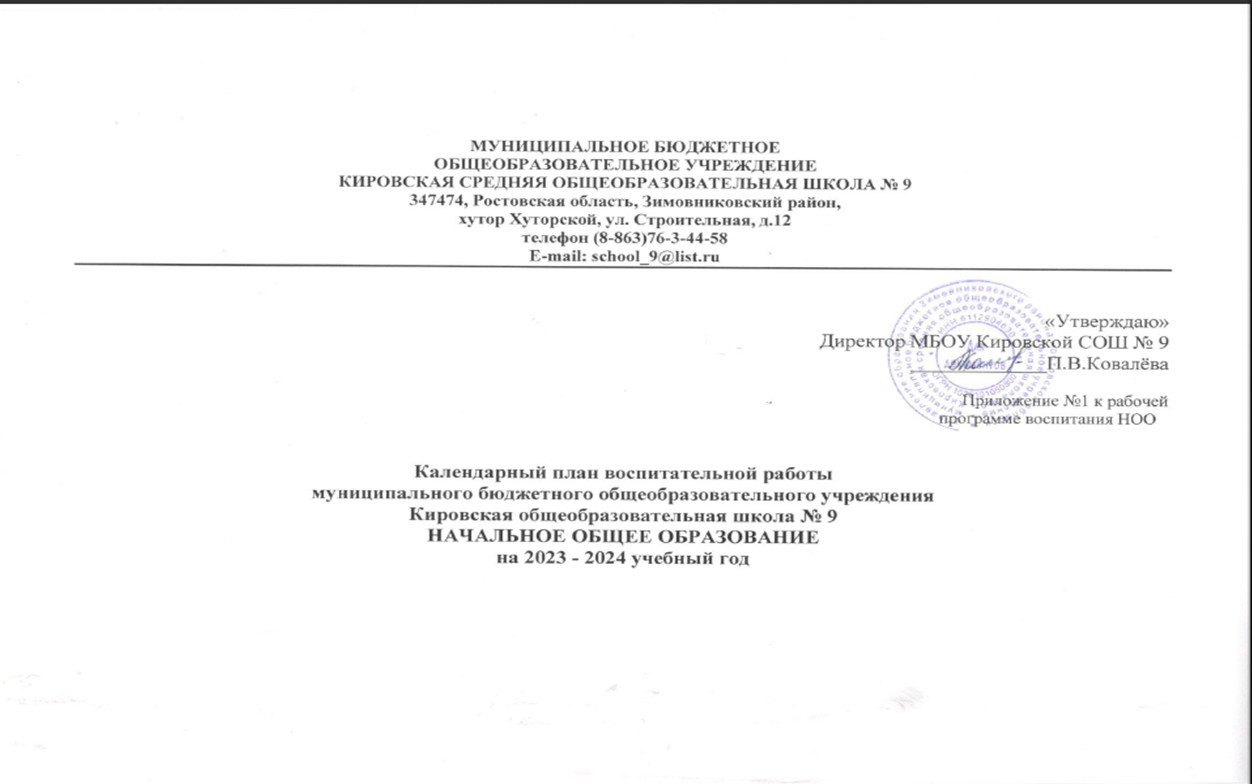 МУНИЦИПАЛЬНОЕ БЮДЖЕТНОЕ
ОБЩЕОБРАЗОВАТЕЛЬНОЕ УЧРЕЖДЕНИЕ
КИРОВСКАЯ СРЕДНЯЯ ОБЩЕОБРАЗОВАТЕЛЬНАЯ ШКОЛА № 9
347474, Ростовская область, Зимовниковский район,
хутор Хуторской, ул. Строительная, д.12
телефон (8-863)76-3-44-58
E-mail: school_9@list.ru
«Утверждаю»
Директор МБОУ Кировской СОШ № 9
П.В.Ковалёва
Приложение №1 к рабочей
программе воспитания НОО
Календарный план воспитательной работы
муниципального бюджетного общеобразовательного учреждения
Кировская общеобразовательная школа № 9
НАЧАЛЬНОЕ ОБЩЕЕ ОБРАЗОВАНИЕ
на 2023 - 2024 учебный год